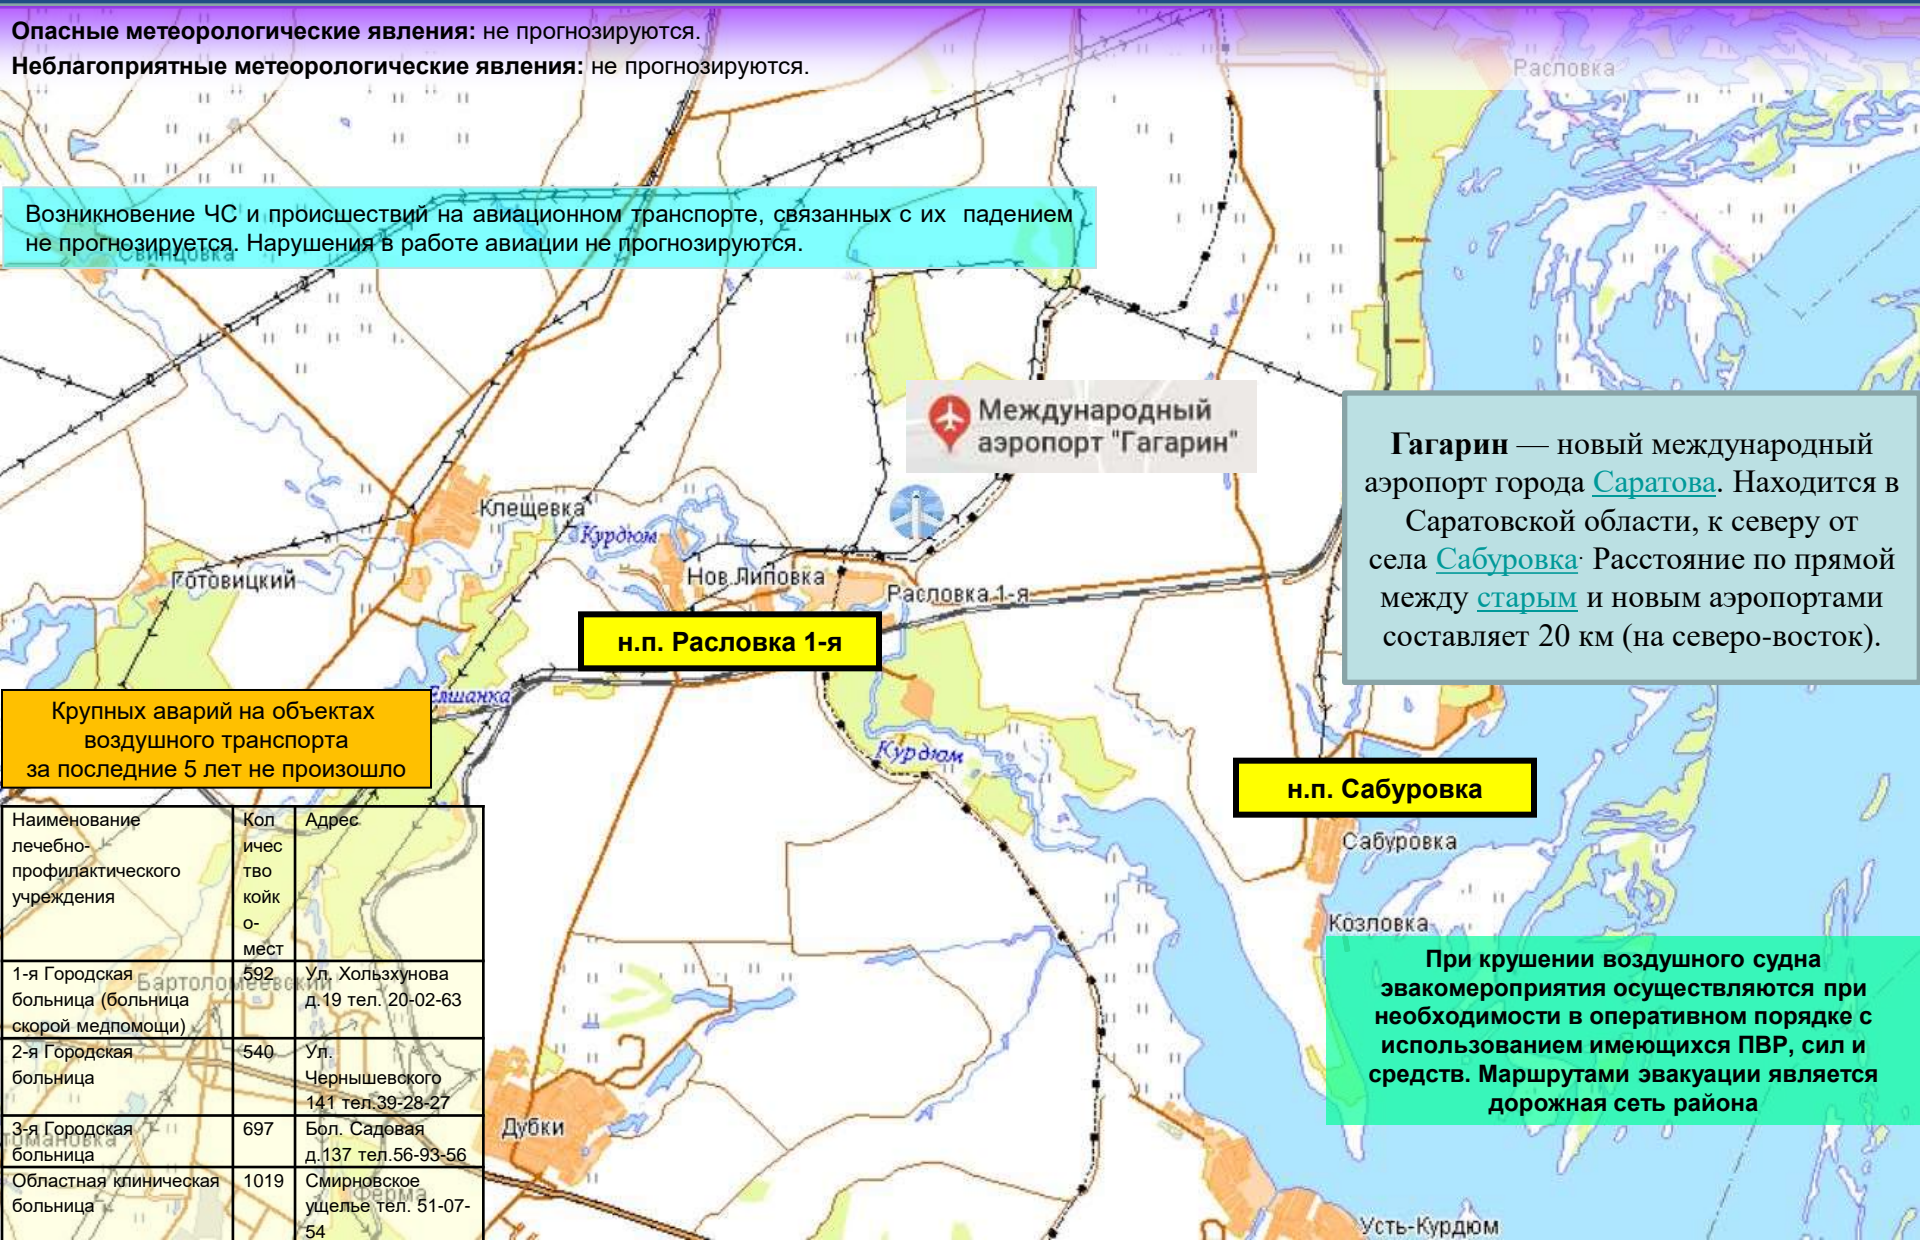 Опасные метеорологические явления: не прогнозируются.
Неблагоприятные метеорологические явления: не прогнозируются.
Расловка
Возникновение ЧС и происшествий на авиационном транспорте, связанных с их падением
не прогнозируется. Нарушения в работе авиации не прогнозируются.
Свинцовка
Международный
аэропорт "Гагарин"
Гагарин — новый международный
аэропорт города Саратова. Находится в
Саратовской области, к северу от
села Сабуровка. Расстояние по прямой
между старым и новым аэропортами
составляет 20 км (на северо-восток).
Клещевка
Курдюм
Готовицкий
Нов.Липовка
Расловка 1-я
н.п. Расловка 1-я
Елшанка
Крупных аварий на объектах
воздушного транспорта
за последние 5 лет не произошло
Курдюм
н.п. Сабуровка
Сабуровка
Козловка
Наименование
лечебно-
профилактического
учреждения
Кол
ичес
тво
койк
о-
мест
Адрес
1-я Городская
больница (больница
скорой медпомощи)
592
Ул. Хользхунова
д.19 тел. 20-02-63
Бартоломеевский
2-я Городская
больница
540
Ул.
Чернышевского
141 тел.39-28-27
3-я Городская
больница
697
Бол. Садовая
д.137 тел.56-93-56
Областная клиническая
больница
1019
Смирновское
ущелье тел. 51-07-
54
Ферма
Дубки
При крушении воздушного судна
эвакомероприятия осуществляются при
необходимости в оперативном порядке с
использованием имеющихся ПВР, сил и
средств. Маршрутами эвакуации является
дорожная сеть района
Усть-Курдюм